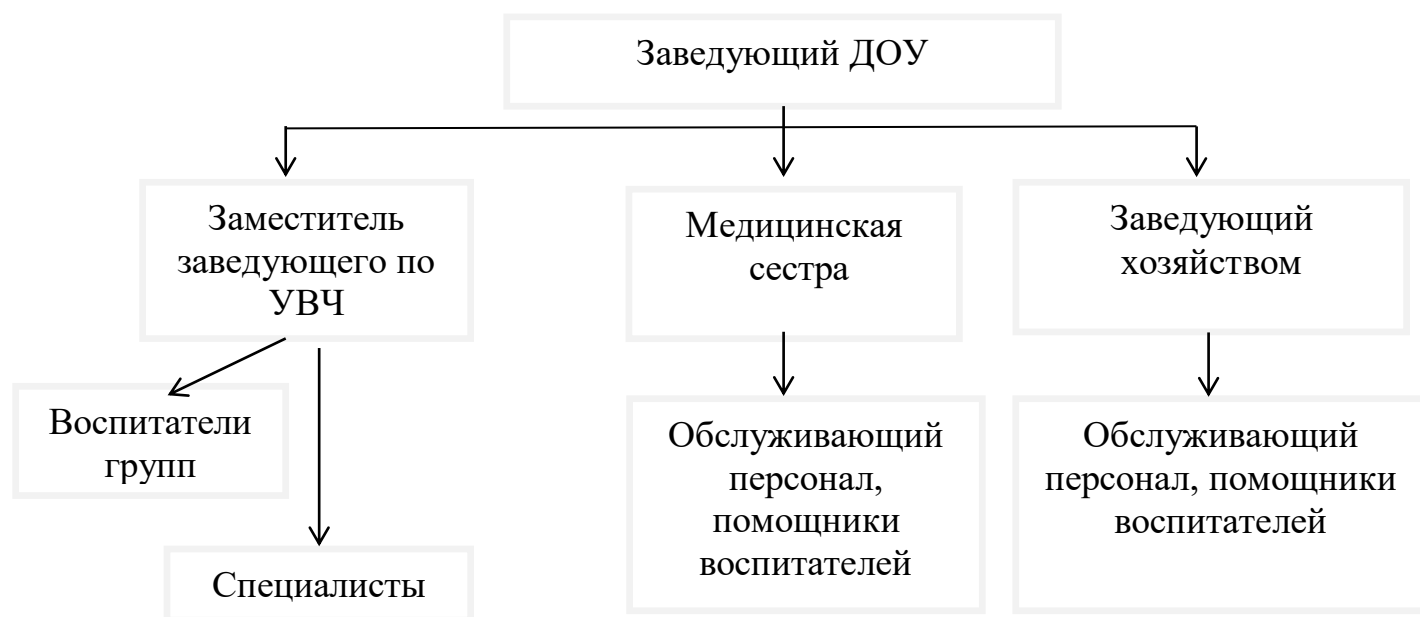 Заведующий ДОУ
Заместитель
заведующего по
УВЧ
Медицинская
сестра
Заведующий
хозяйством
Воспитатели
групп
Обслуживающий
персонал,
помощники
воспитателей
Обслуживающий
персонал, помощники
воспитателей
Специалисты